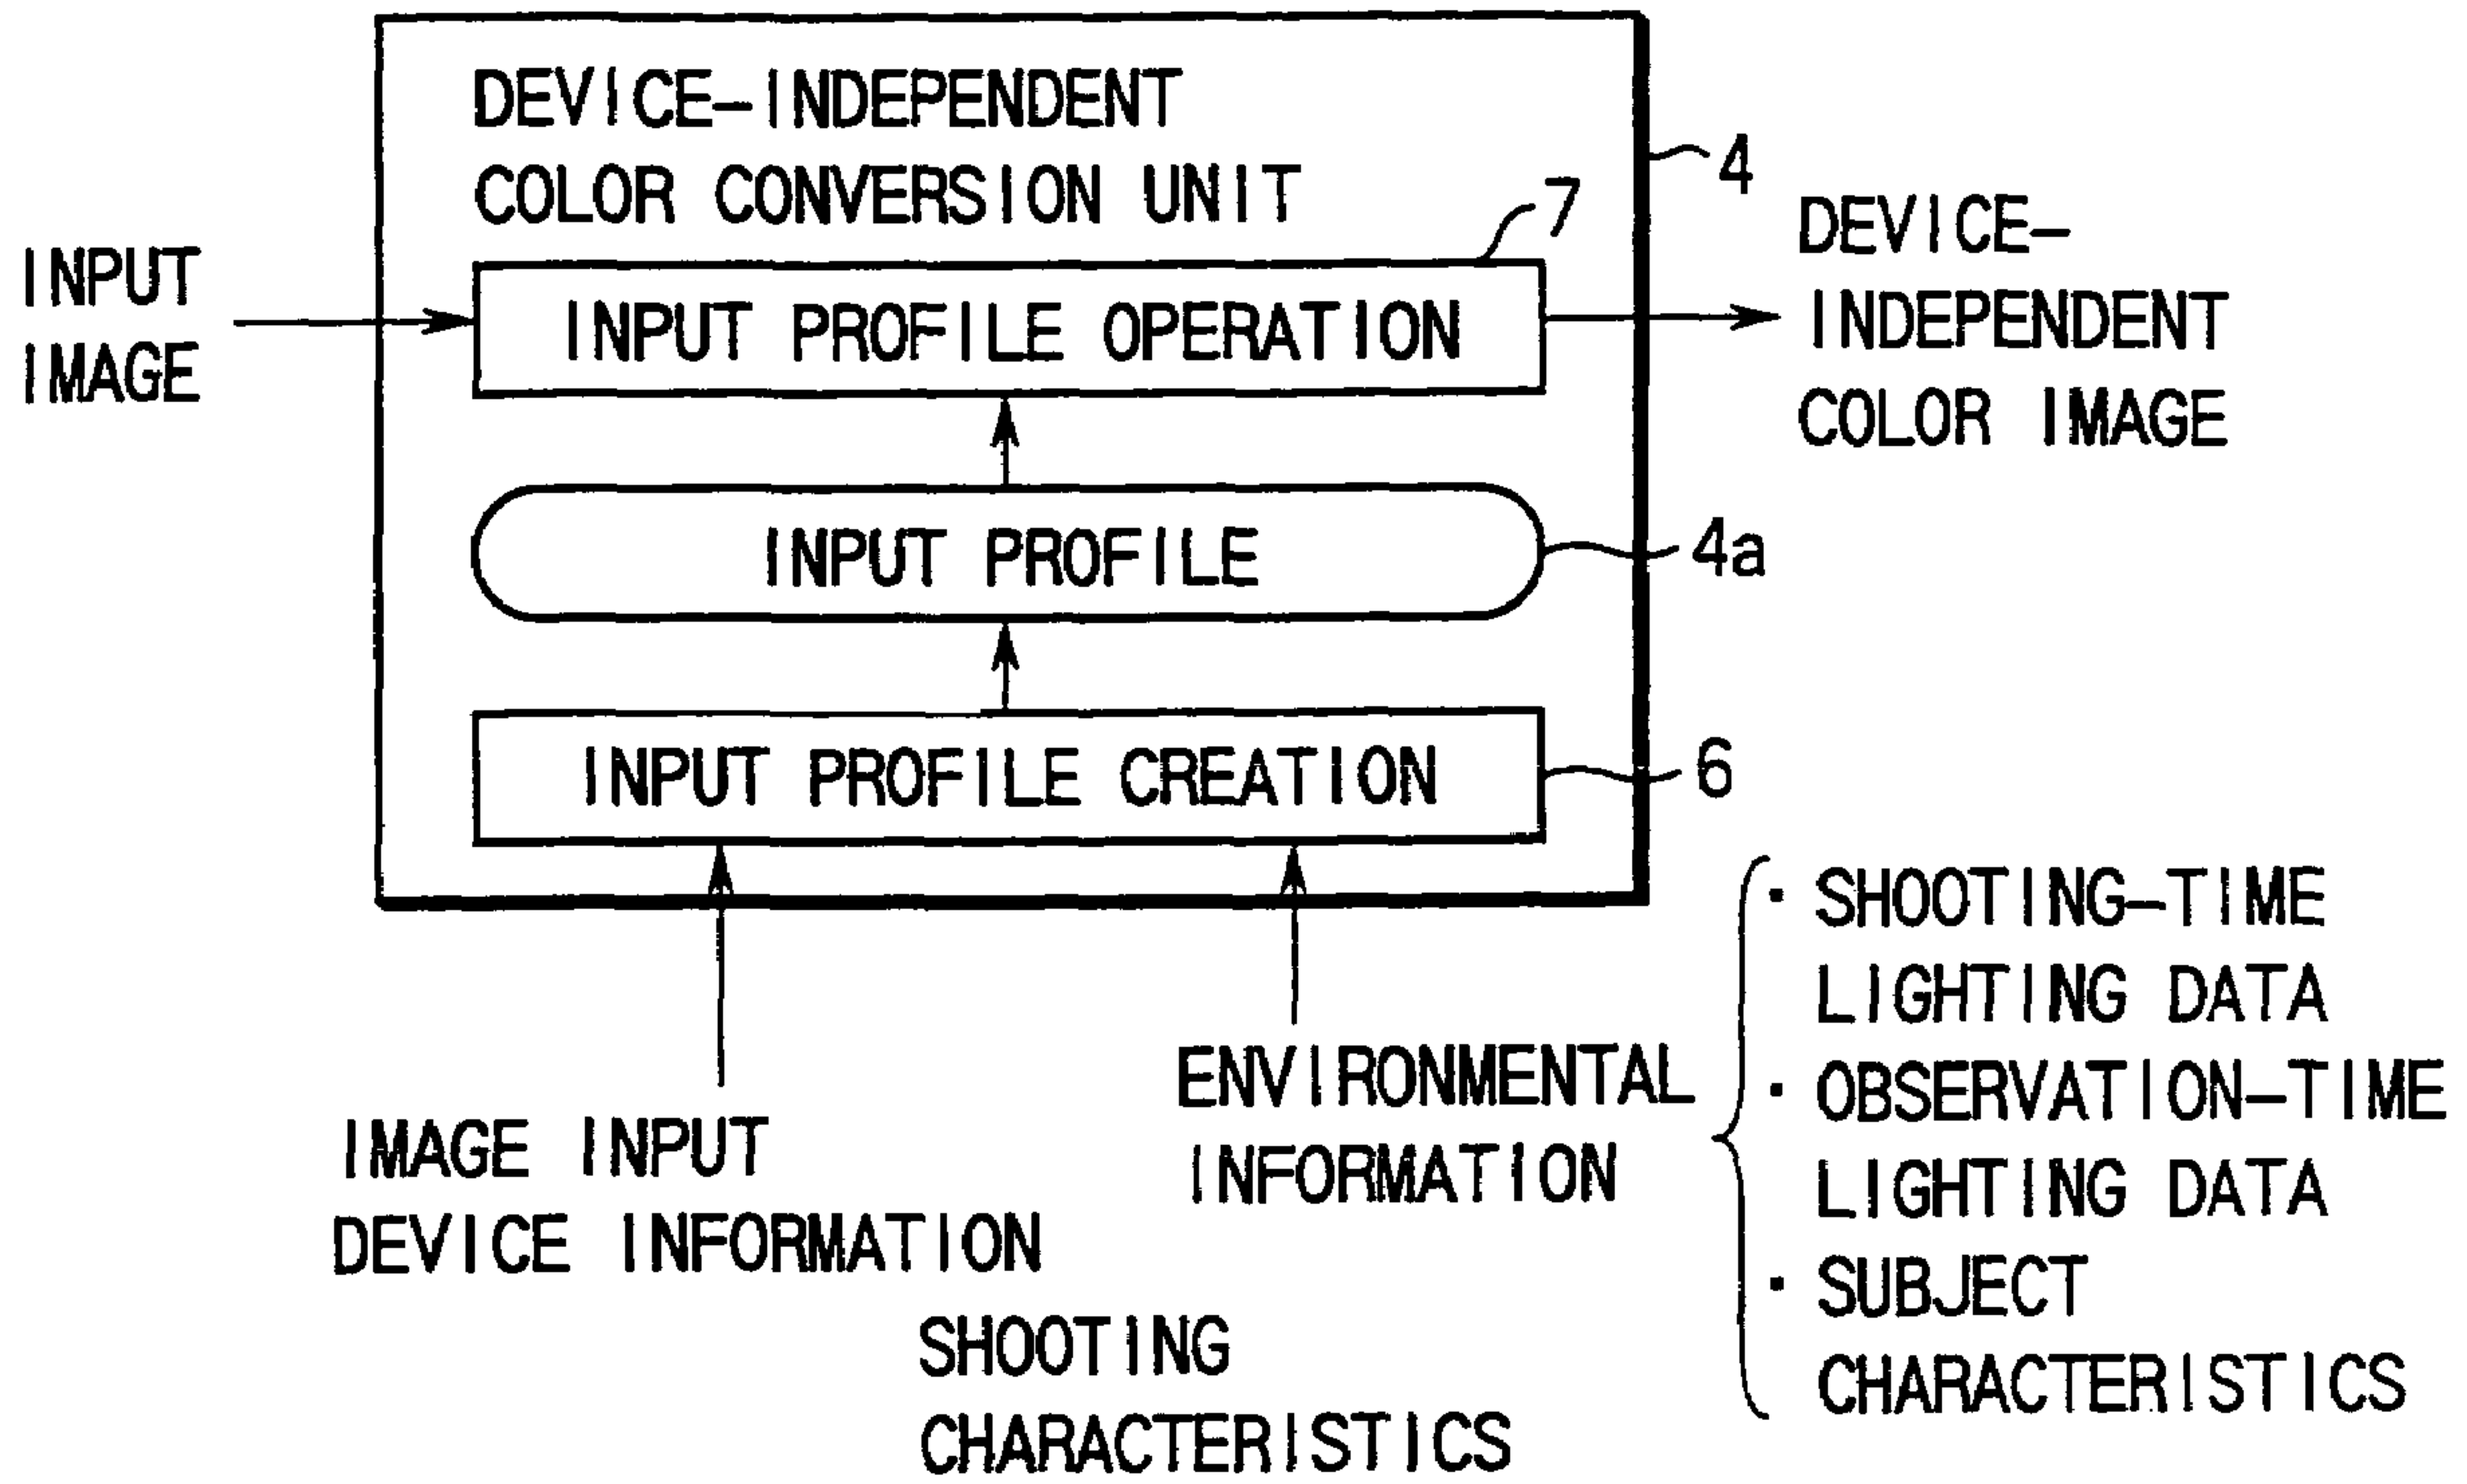 DEVICE-INDEPENDENT
COLOR CONVERSION UNIT
4
7
INPUT
IMAGE
INPUT PROFILE OPERATION
DEVICE-
INDEPENDENT
COLOR IMAGE
INPUT PROFILE
4a
INPUT PROFILE CREATION
6
IMAGE INPUT
DEVICE INFORMATION
SHOOTING
CHARACTERISTICS
ENVIRONMENTAL
INFORMATION
· SHOOTING-TIME
LIGHTING DATA
· OBSERVATION-TIME
LIGHTING DATA
· SUBJECT
CHARACTERISTICS